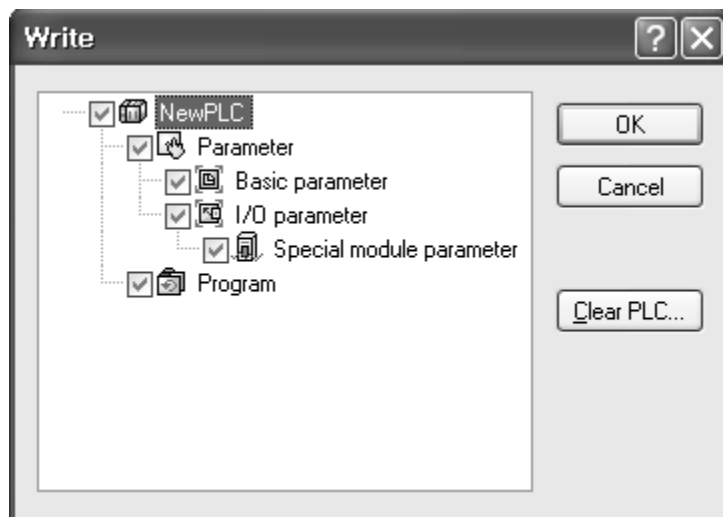 Write
NewPLC
Parameter
Basic parameter
I/O parameter
Special module parameter
Program
OK
Cancel
Clear PLC...